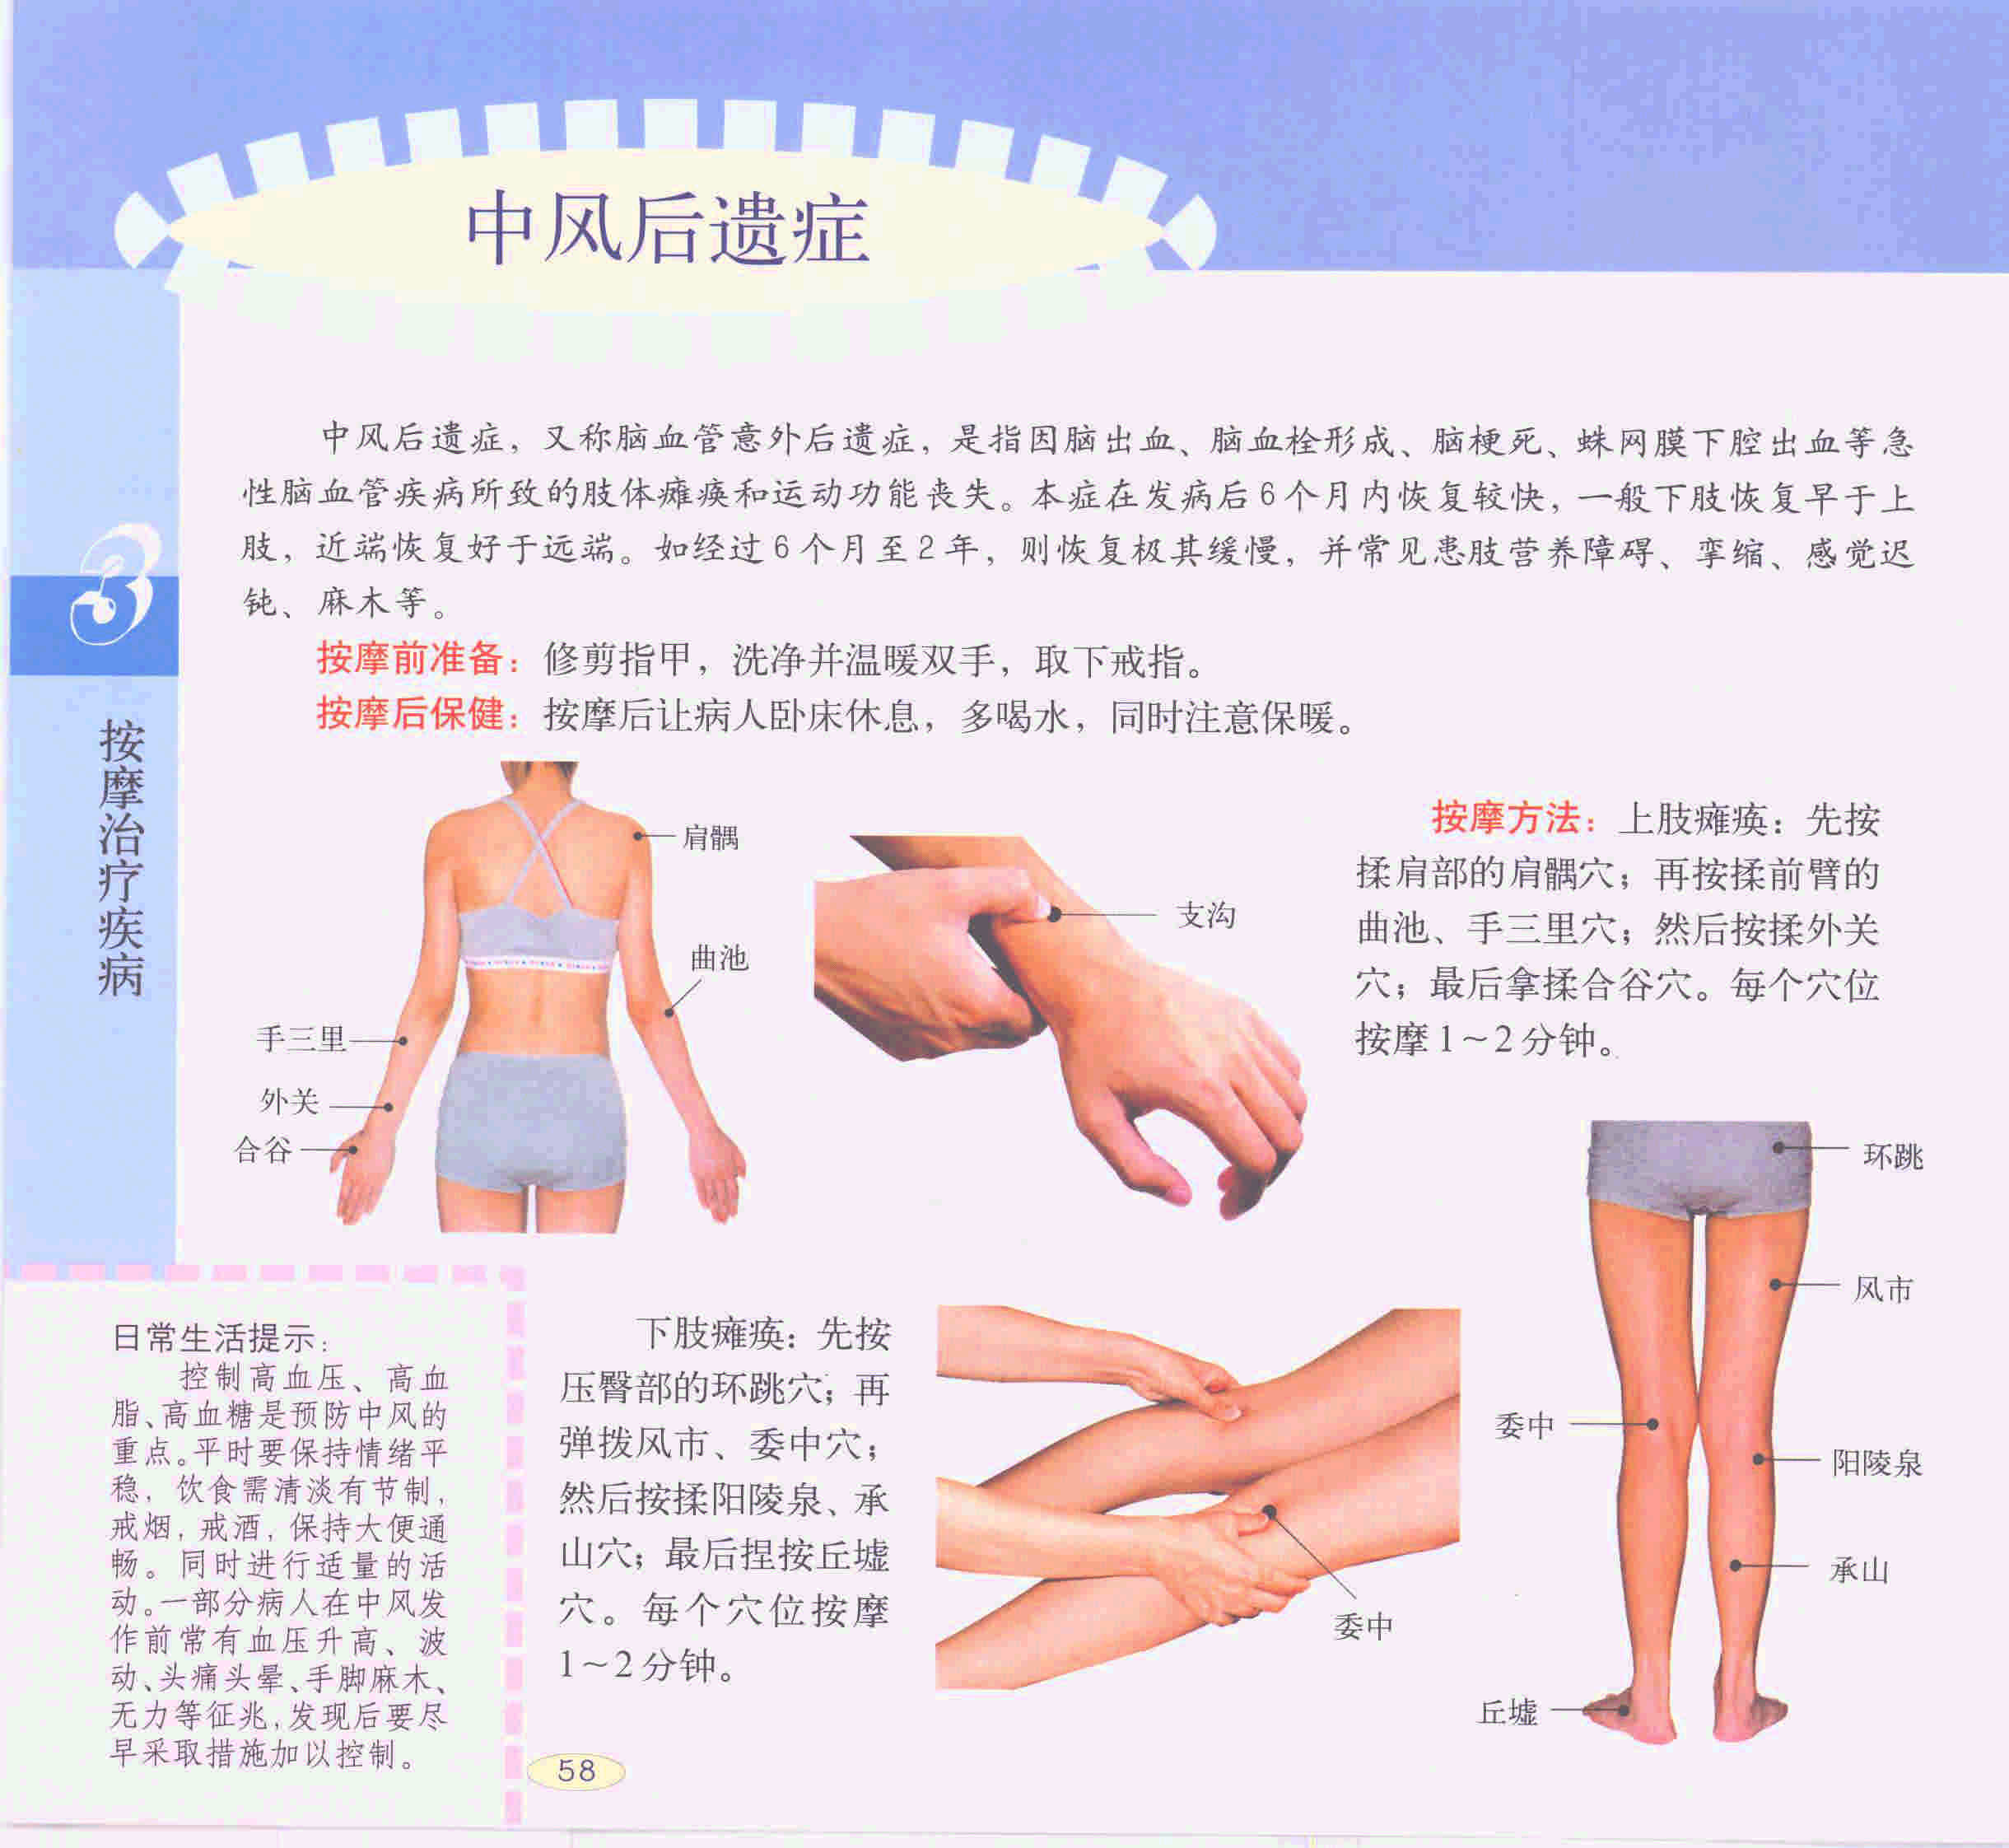 中风后遗症
中风后遗症，又称脑血管意外后遗症，是指因脑出血、脑血栓形成、脑梗死、蛛网膜下腔出血等急
性脑血管疾病所致的肢体瘫痪和运动功能丧失。本症在发病后6个月内恢复较快，一般下肢恢复早于上
肢，近端恢复好于远端。如经过6个月至2年，则恢复极其缓慢，并常见患肢营养障碍、挛缩、感觉迟
钝、麻木等。
按摩前准备：修剪指甲，洗净并温暖双手，取下戒指。
按摩后保健：按摩后让病人卧床休息，多喝水，同时注意保暖。
3
按摩治疗疾病
肩髃
曲池
手三里
外关
合谷
支沟
按摩方法：上肢瘫痪：先按
揉肩部的肩髃穴；再按揉前臂的
曲池、手三里穴；然后按揉外关
穴；最后拿揉合谷穴。每个穴位
按摩1～2分钟。
环跳
风市
委中
阳陵泉
承山
丘墟
下肢瘫痪：先按
压臀部的环跳穴；再
弹拨风市、委中穴；
然后按揉阳陵泉、承
山穴；最后捏按丘墟
穴。每个穴位按摩
1～2分钟。
委中
日常生活提示：
控制高血压、高血
脂、高血糖是预防中风的
重点。平时要保持情绪平
稳，饮食需清淡有节制，
戒烟，戒酒，保持大便通
畅。同时进行适量的活
动。一部分病人在中风发
作前常有血压升高、波
动、头痛头晕、手脚麻木、
无力等征兆，发现后要尽
早采取措施加以控制。
58